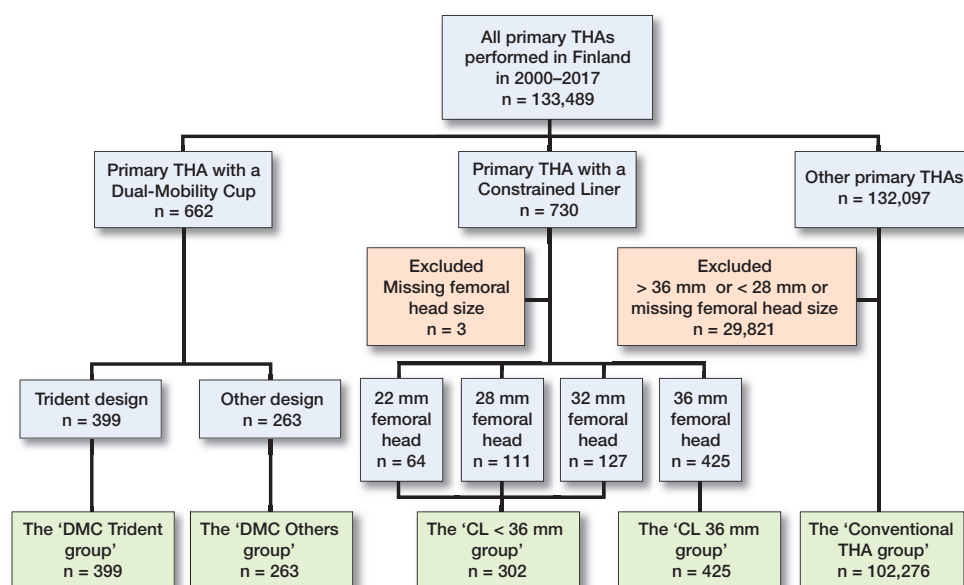 All primary THAs
performed in Finland
in 2000–2017
n = 133,489
Primary THA with a
Dual-Mobility Cup
n = 662
Primary THA with a
Constrained Liner
n = 730
Other primary THAs
n = 132,097
Excluded
Missing femoral
head size
n = 3
Excluded
> 36 mm or < 28 mm or
missing femoral head size
n = 29,821
Trident design
n = 399
Other design
n = 263
22 mm
femoral
head
n = 64
28 mm
femoral
head
n = 111
32 mm
femoral
head
n = 127
36 mm
femoral
head
n = 425
The ‘DMC Trident
group’
n = 399
The ‘DMC Others
group’
n = 263
The ‘CL < 36 mm
group’
n = 302
The ‘CL 36 mm
group’
n = 425
The ‘Conventional
THA group’
n = 102,276